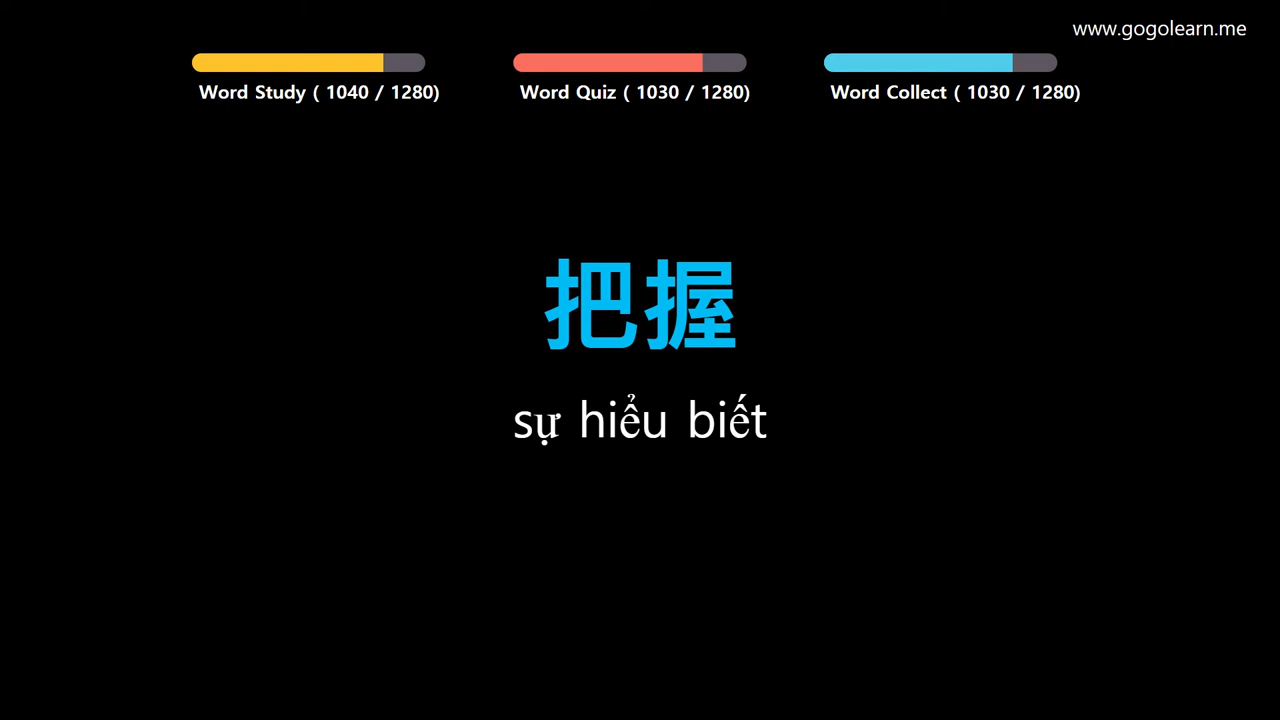 www.gogolearn.me
Word Study ( 1040 / 1280)
Word Quiz ( 1030 / 1280)
Word Collect ( 1030 / 1280)
把握
sự hiểu biết